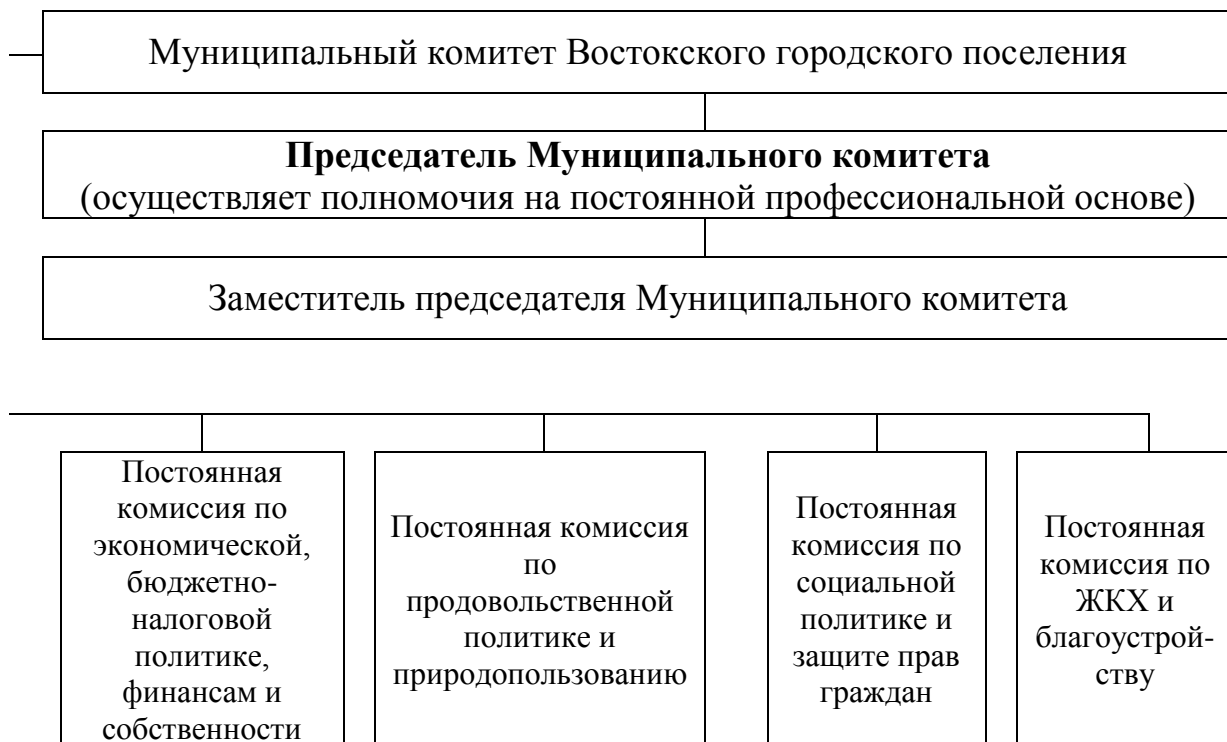 Муниципальный комитет Востокского городского поселения
Председатель Муниципального комитета
(осуществляет полномочия на постоянной профессиональной основе)
Заместитель председателя Муниципального комитета
Постоянная
комиссия по
экономической,
бюджетно-
налоговой
политике,
финансам и
собственности
Постоянная комиссия
по
продовольственной
политике и
природопользованию
Постоянная
комиссия по
социальной
политике и
защите прав
граждан
Постоянная
комиссия по
ЖКХ и
благоустрой-
ству